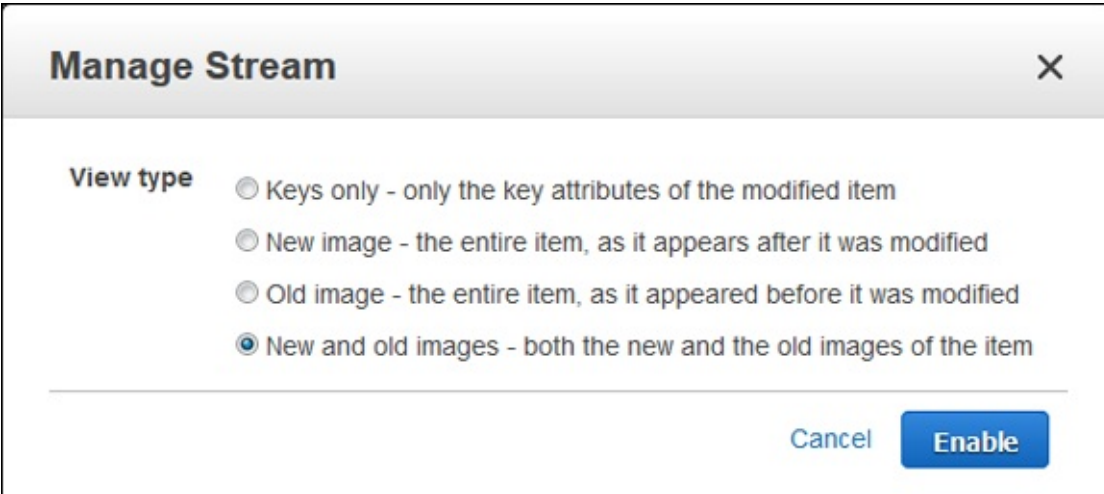 Manage Stream
View type
Keys only - only the key attributes of the modified item
New image - the entire item, as it appears after it was modified
Old image - the entire item, as it appeared before it was modified
New and old images - both the new and the old images of the item
Cancel Enable